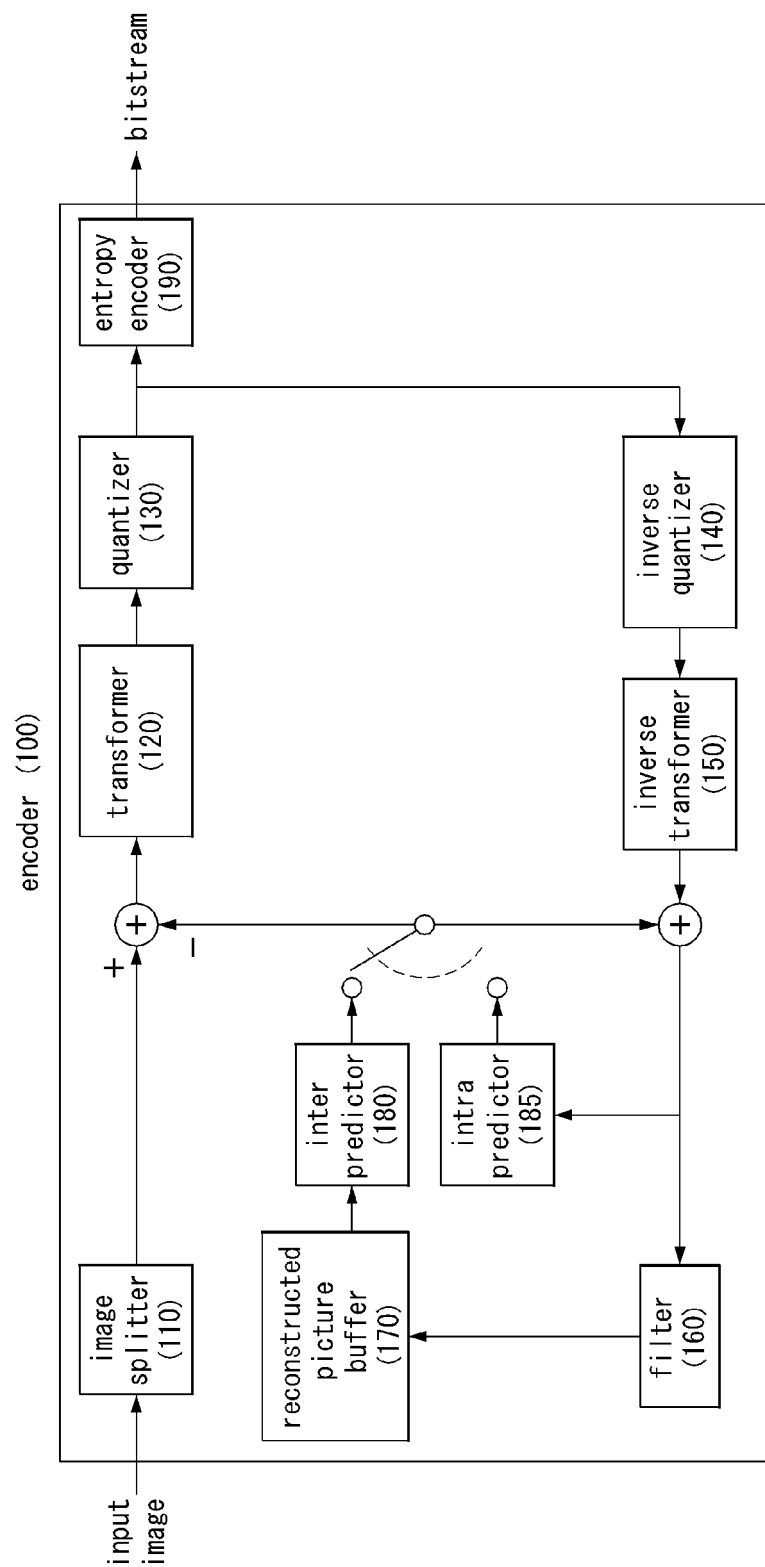 encoder (100)
input
image
image
splitter
(110)
+
−
+
transformer
(120)
quantizer
(130)
entropy
encoder
(190)
bitstream
reconstructed
picture
buffer
(170)
inter
predictor
(180)
intra
predictor
(185)
filter
(160)
+
inverse
transformer
(150)
inverse
quantizer
(140)